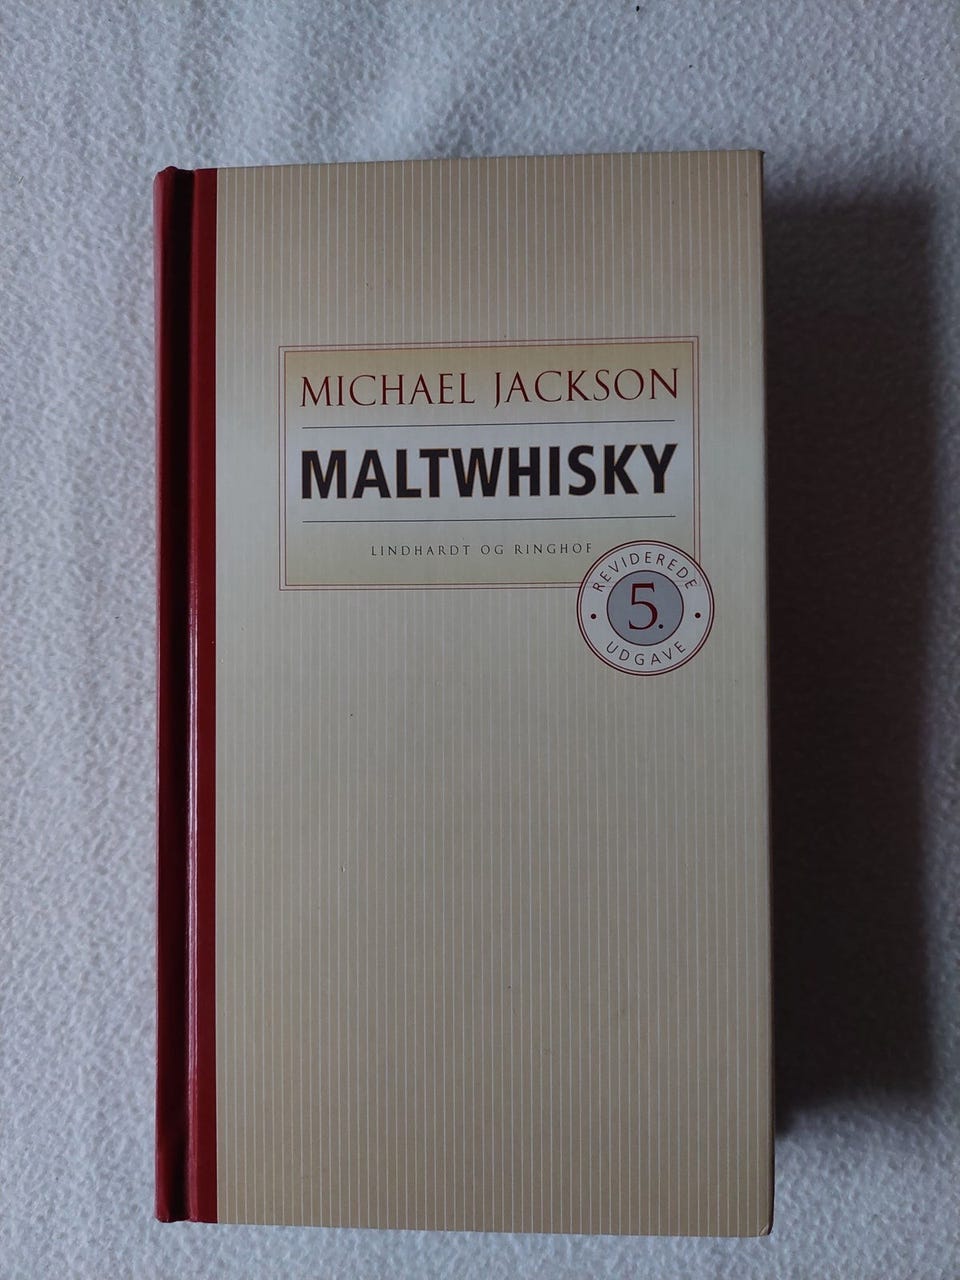 MICHAEL JACKSON
MALTWHISKY
LINDHARDT OG RINGHOF
REVIDEREDE
5.
UDGAVE